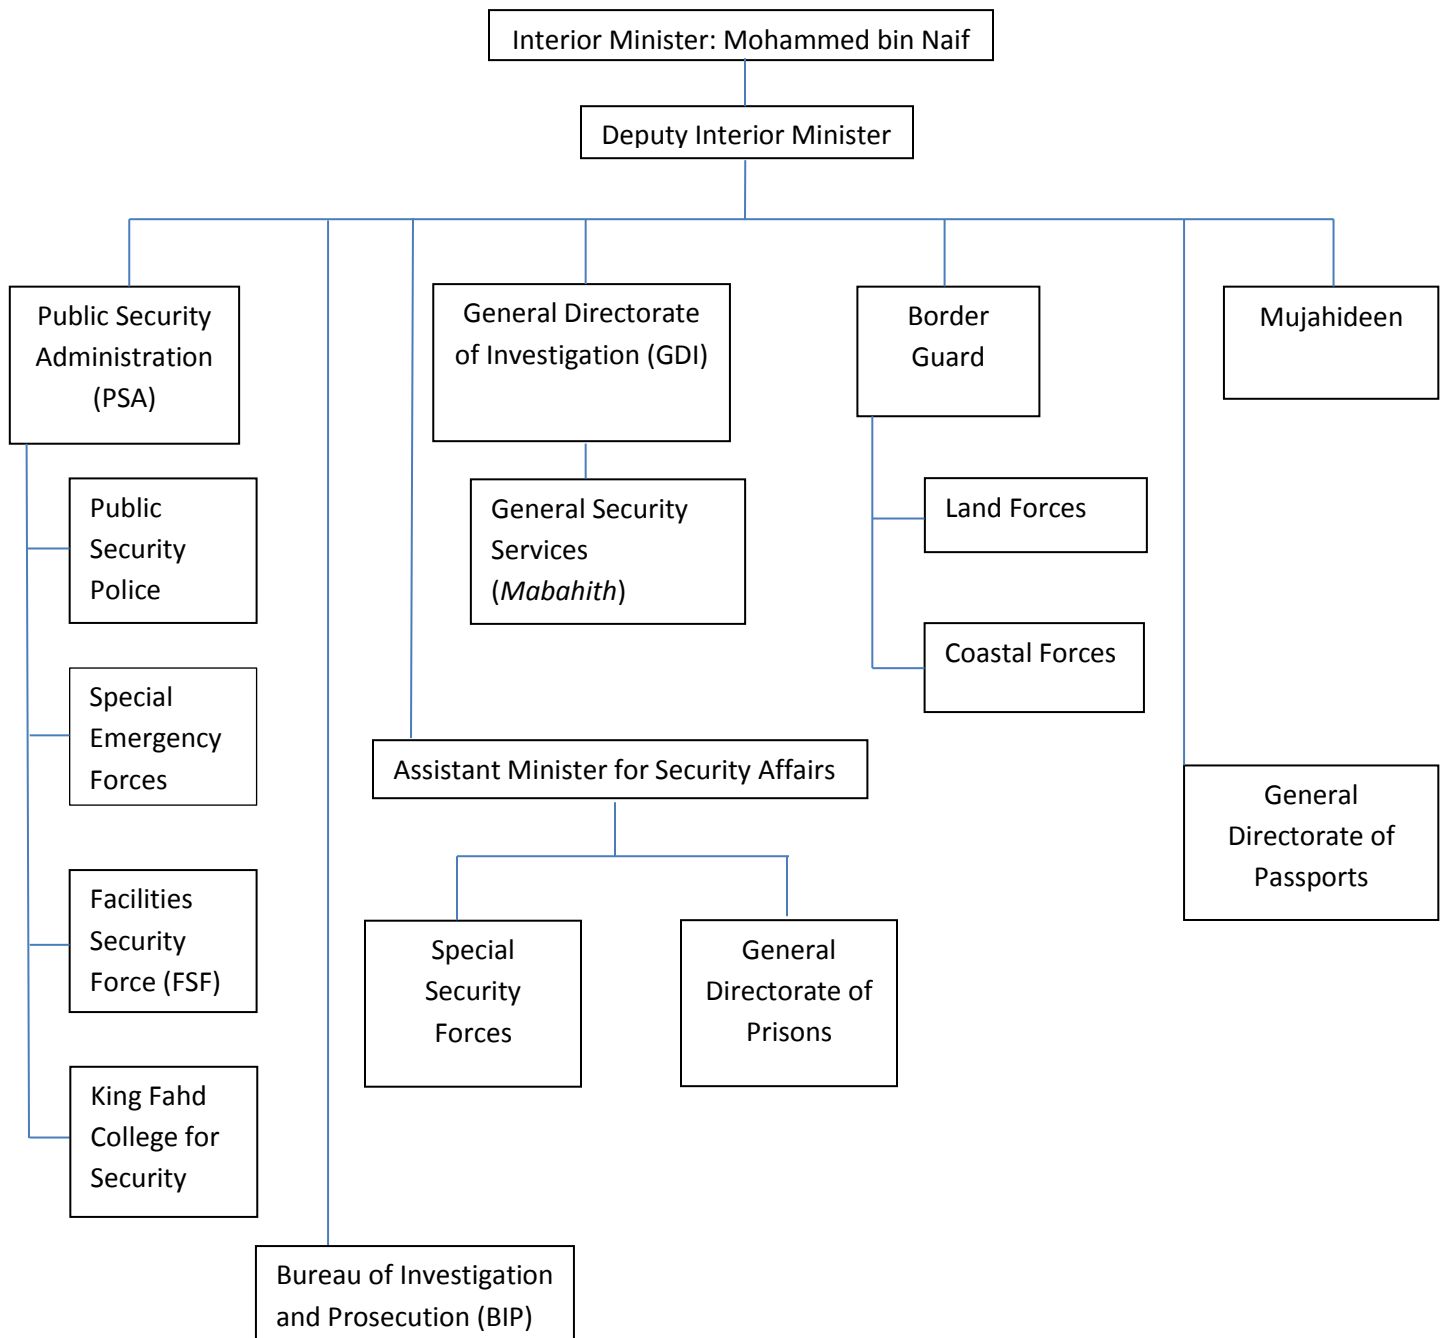 Interior Minister: Mohammed bin Naif
Deputy Interior Minister
Public Security
Administration
(PSA)
General Directorate
of Investigation (GDI)
Border
Guard
Mujahideen
Public
Security
Police
General Security
Services
(Mabahith)
Land Forces
Coastal Forces
Special
Emergency
Forces
Assistant Minister for Security Affairs
General
Directorate of
Passports
Facilities
Security
Force (FSF)
Special
Security
Forces
General
Directorate of
Prisons
King Fahd
College for
Security
Bureau of Investigation
and Prosecution (BIP)